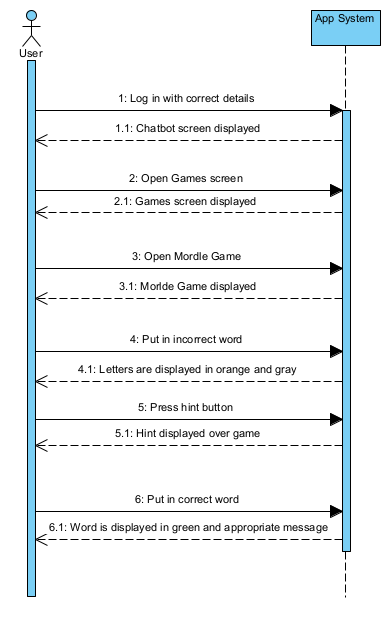 App System
User
1: Log in with correct details
1.1: Chatbot screen displayed
2: Open Games screen
2.1: Games screen displayed
3: Open Mordle Game
3.1: Morlde Game displayed
4: Put in incorrect word
4.1: Letters are displayed in orange and gray
5: Press hint button
5.1: Hint displayed over game
6: Put in correct word
6.1: Word is displayed in green and appropriate message